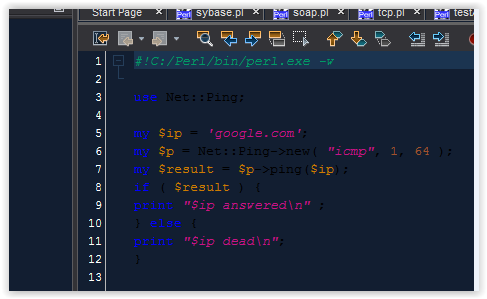 Start Page sybase.pl soap.pl tcp.pl test
1 #!C:/Perl/bin/perl.exe -w
2
3 use Net::Ping;
4
5 my $ip = 'google.com';
6 my $p = Net::Ping->new( "icmp", 1, 64 );
7 my $result = $p->ping($ip);
8 if ( $result ) {
9 print "$ip answered\n" ;
10 } else {
11 print "$ip dead\n";
12 }
13